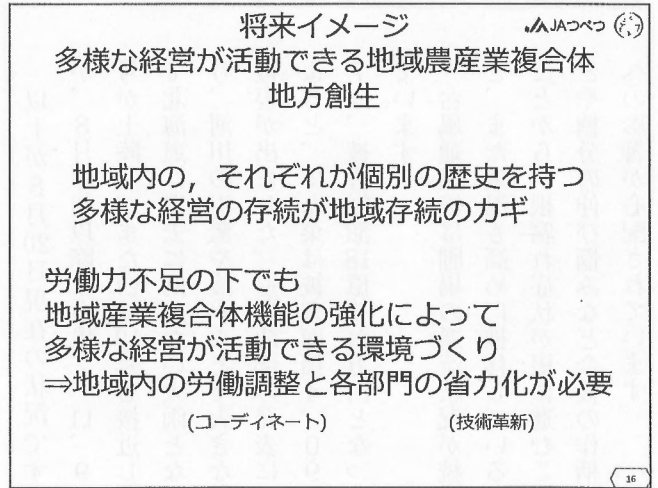 将来イメージ
JAつべつ
多様な経営が活動できる地域農産業複合体
地方創生
地域内の，それぞれが個別の歴史を持つ
多様な経営の存続が地域存続のカギ
労働力不足の下でも
地域産業複合体機能の強化によって
多様な経営が活動できる環境づくり
⇒地域内の労働調整と各部門の省力化が必要
(コーディネート) (技術革新)
16